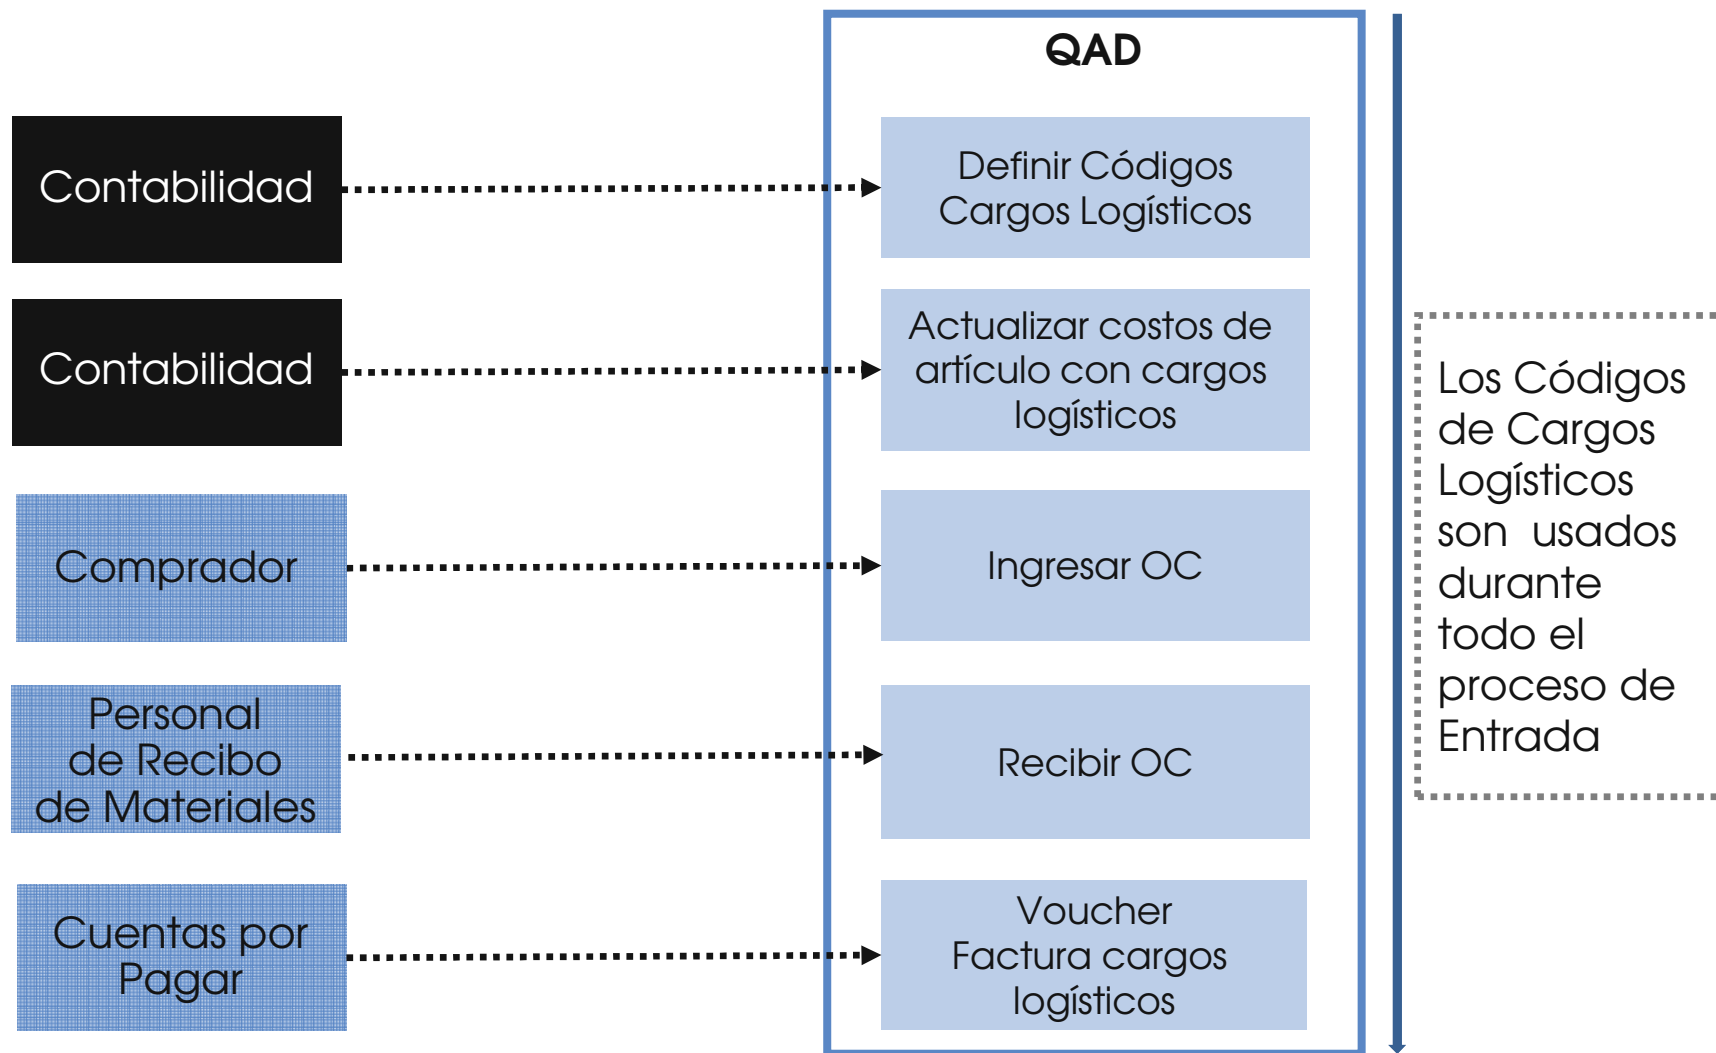 QAD
Contabilidad
Definir Códigos
Cargos Logísticos
Contabilidad
Actualizar costos de
artículo con cargos
logísticos
Comprador
Ingresar OC
Personal
de Recibo
de Materiales
Recibir OC
Cuentas por
Pagar
Voucher
Factura cargos
logísticos
Los Códigos
de Cargos
Logísticos
son usados
durante
todo el
proceso de
Entrada